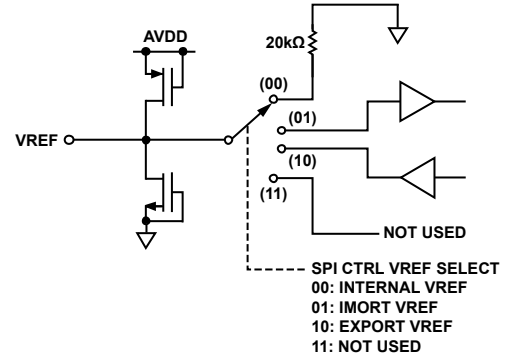 AVDD
20kΩ
(00)
(01)
VREF
(10)
(11)
NOT USED
SPI CTRL VREF SELECT
00: INTERNAL VREF
01: IMORT VREF
10: EXPORT VREF
11: NOT USED